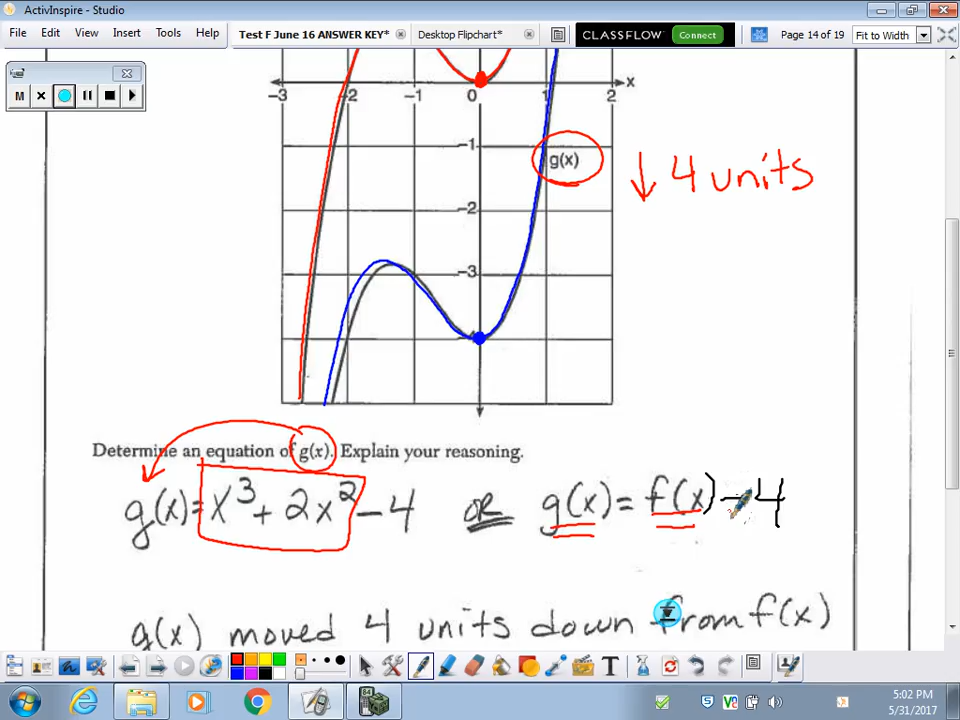 ActivInspire - Studio
File Edit View Insert Tools Help Test F June 16 ANSWER KEY* Desktop Flipchart* CLASSFLOW Connect Page 14 of 19 Fit to Width
M
-3 -2 -1 0 1 2 x
-1
g(x)
↓ 4 units
-2
-3
Determine an equation of g(x). Explain your reasoning.
g(x) = x³ + 2x² - 4 OR g(x) = f(x) - 4
g(x) moved 4 units down from f(x)
5:02 PM
5/31/2017